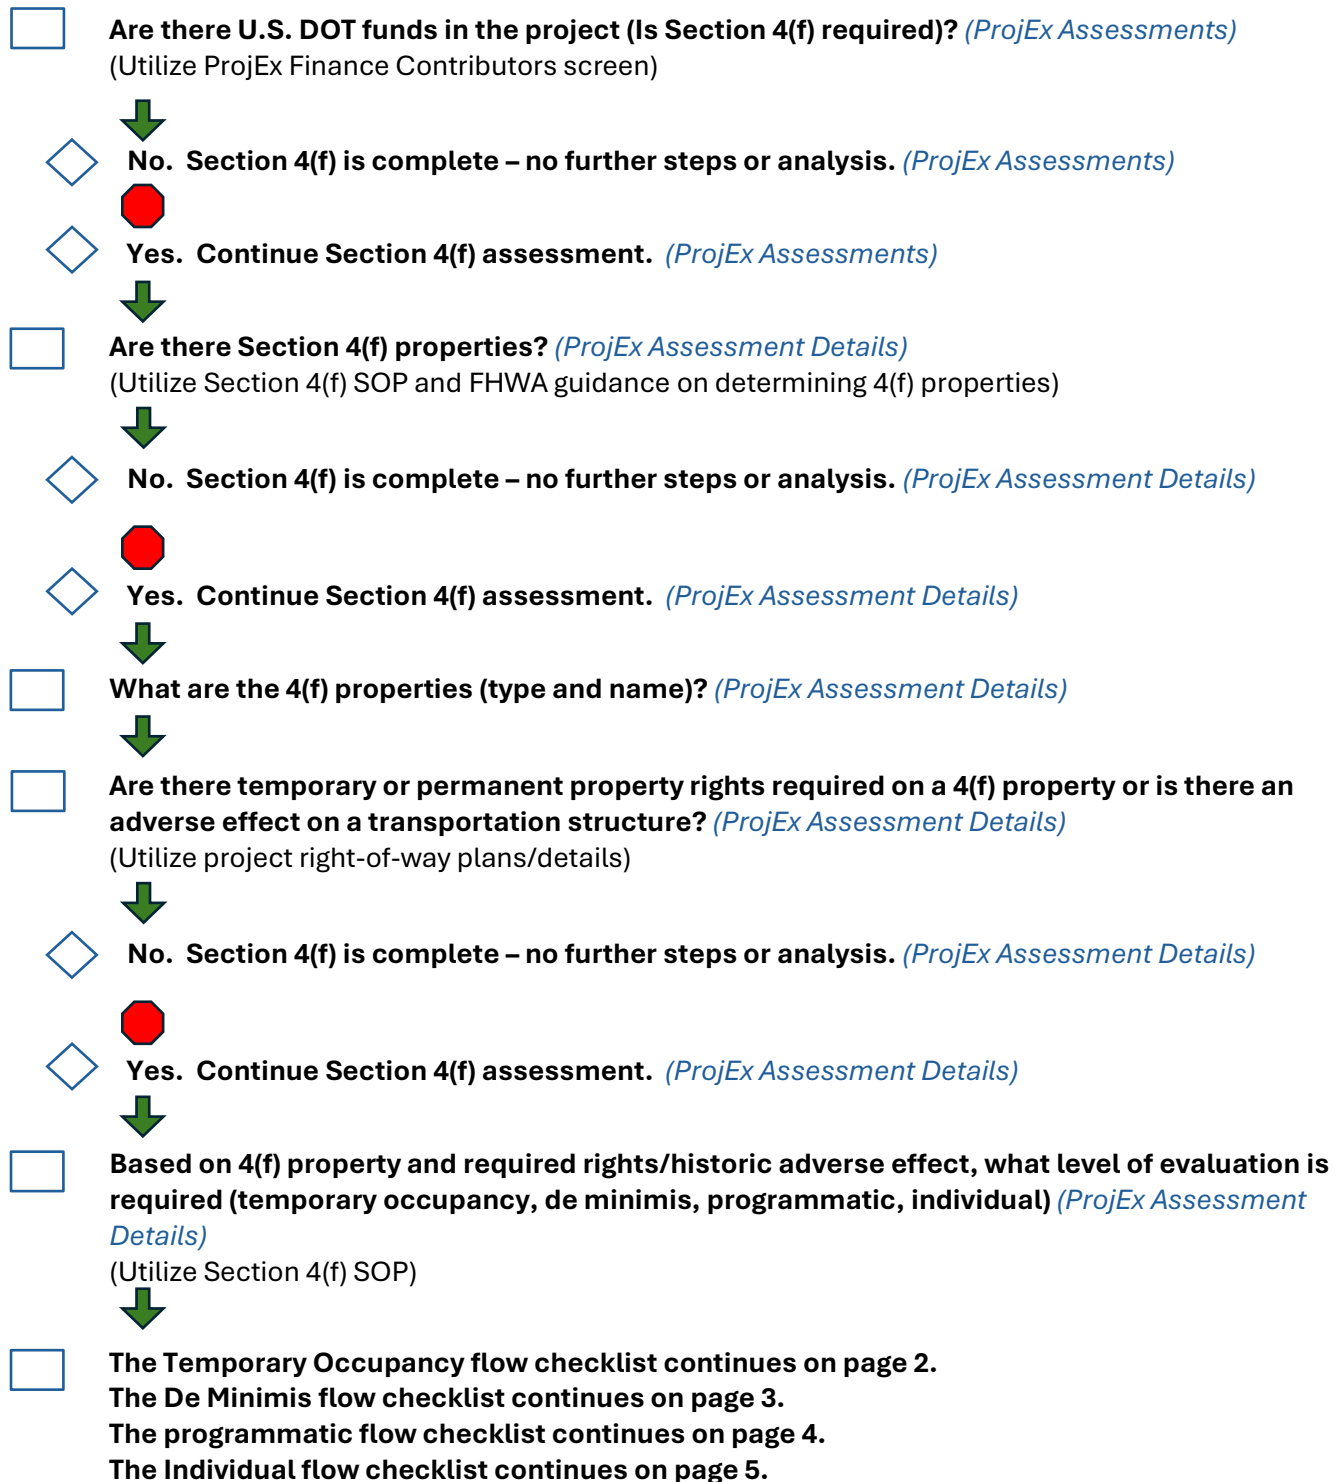 Are there U.S. DOT funds in the project (Is Section 4(f) required)? (ProjEx Assessments)
(Utilize ProjEx Finance Contributors screen)
No.  Section 4(f) is complete – no further steps or analysis. (ProjEx Assessments)
Yes.  Continue Section 4(f) assessment.  (ProjEx Assessments)
Are there Section 4(f) properties? (ProjEx Assessment Details)
(Utilize Section 4(f) SOP and FHWA guidance on determining 4(f) properties)
No.  Section 4(f) is complete – no further steps or analysis. (ProjEx Assessment Details)
Yes.  Continue Section 4(f) assessment.  (ProjEx Assessment Details)
What are the 4(f) properties (type and name)? (ProjEx Assessment Details)
Are there temporary or permanent property rights required on a 4(f) property or is there an
adverse effect on a transportation structure? (ProjEx Assessment Details)
(Utilize project right-of-way plans/details)
No.  Section 4(f) is complete – no further steps or analysis. (ProjEx Assessment Details)
Yes.  Continue Section 4(f) assessment.  (ProjEx Assessment Details)
Based on 4(f) property and required rights/historic adverse effect, what level of evaluation is
required (temporary occupancy, de minimis, programmatic, individual) (ProjEx Assessment
Details)
(Utilize Section 4(f) SOP)
The Temporary Occupancy flow checklist continues on page 2.
The De Minimis flow checklist continues on page 3.
The programmatic flow checklist continues on page 4.
The Individual flow checklist continues on page 5.